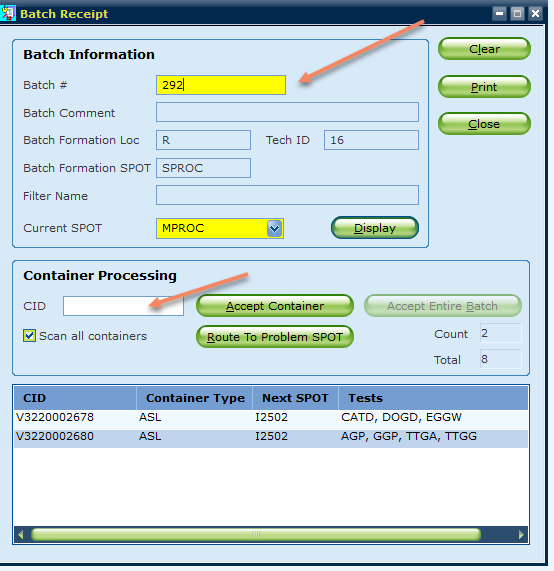 Batch Receipt
Batch Information
Batch # 292
Batch Comment
Batch Formation Loc R Tech ID 16
Batch Formation SPOT SPROC
Filter Name
Current SPOT MPROC Display
Clear
Print
Close
Container Processing
CID Accept Container Accept Entire Batch
Scan all containers Route To Problem SPOT Count 2
Total 8
CID Container Type Next SPOT Tests
V3220002678 ASL I2502 CATD, DOGD, EGGW
V3220002680 ASL I2502 AGP, GGP, TTGA, TTGG